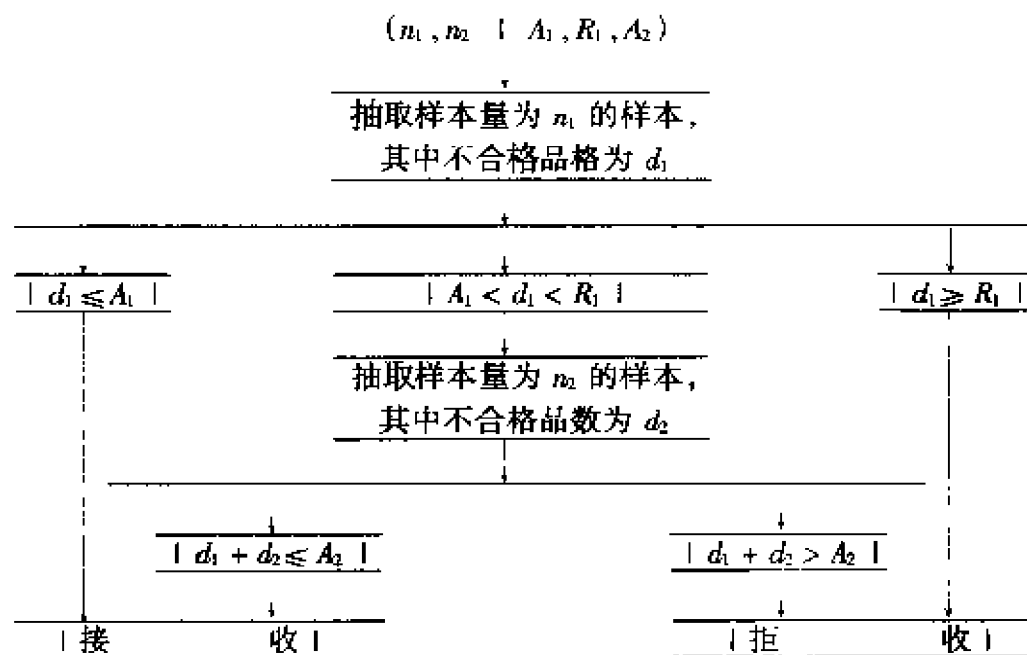 (n₁,n₂ | A₁,R₁,A₂)
抽取样本量为 n₁ 的样本,
其中不合格品格为 d₁
d₁≤A₁
A₁<d₁<R₁
d₁≥R₁
抽取样本量为 n₂ 的样本,
其中不合格品数为 d₂
d₁+d₂≤A₂
d₁+d₂>A₂
接 收
拒 收